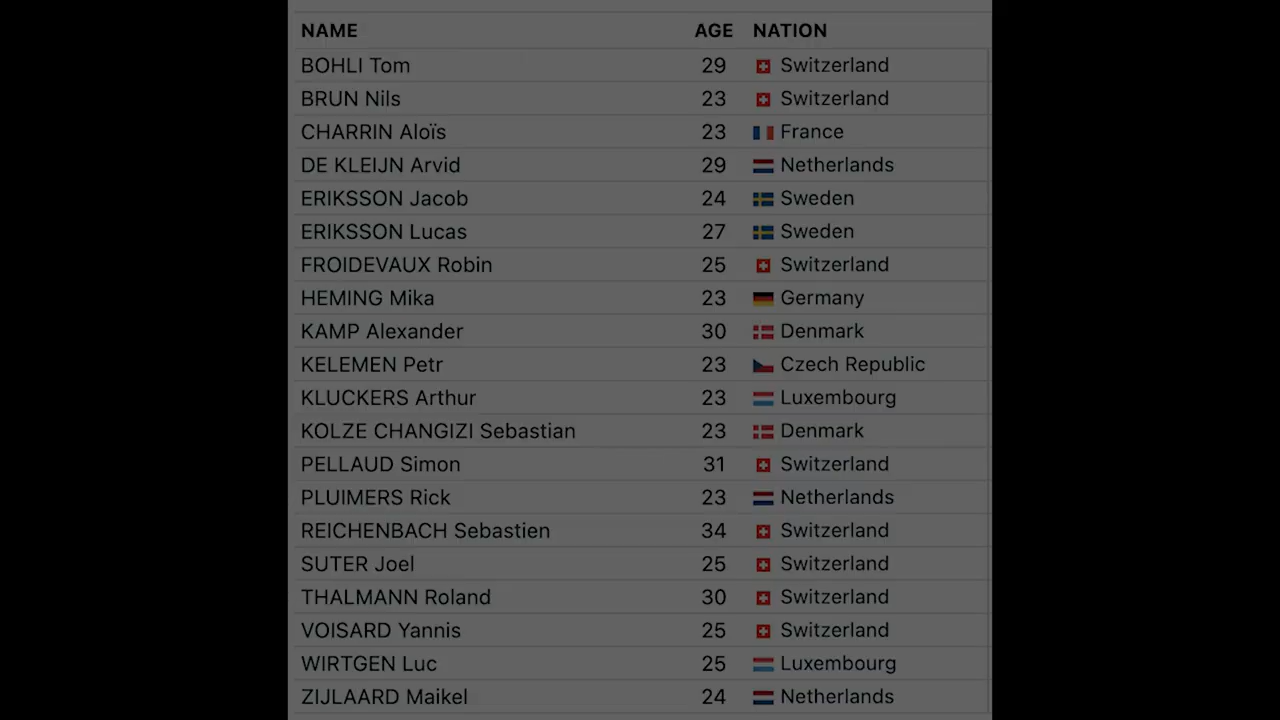 NAME AGE NATION
BOHLI Tom 29 Switzerland
BRUN Nils 23 Switzerland
CHARRIN Aloïs 23 France
DE KLEIJN Arvid 29 Netherlands
ERIKSSON Jacob 24 Sweden
ERIKSSON Lucas 27 Sweden
FROIDEVAUX Robin 25 Switzerland
HEMING Mika 23 Germany
KAMP Alexander 30 Denmark
KELEMEN Petr 23 Czech Republic
KLUCKERS Arthur 23 Luxembourg
KOLZE CHANGIZI Sebastian 23 Denmark
PELLAUD Simon 31 Switzerland
PLUIMERS Rick 23 Netherlands
REICHENBACH Sebastien 34 Switzerland
SUTER Joel 25 Switzerland
THALMANN Roland 30 Switzerland
VOISARD Yannis 25 Switzerland
WIRTGEN Luc 25 Luxembourg
ZIJLAARD Maikel 24 Netherlands